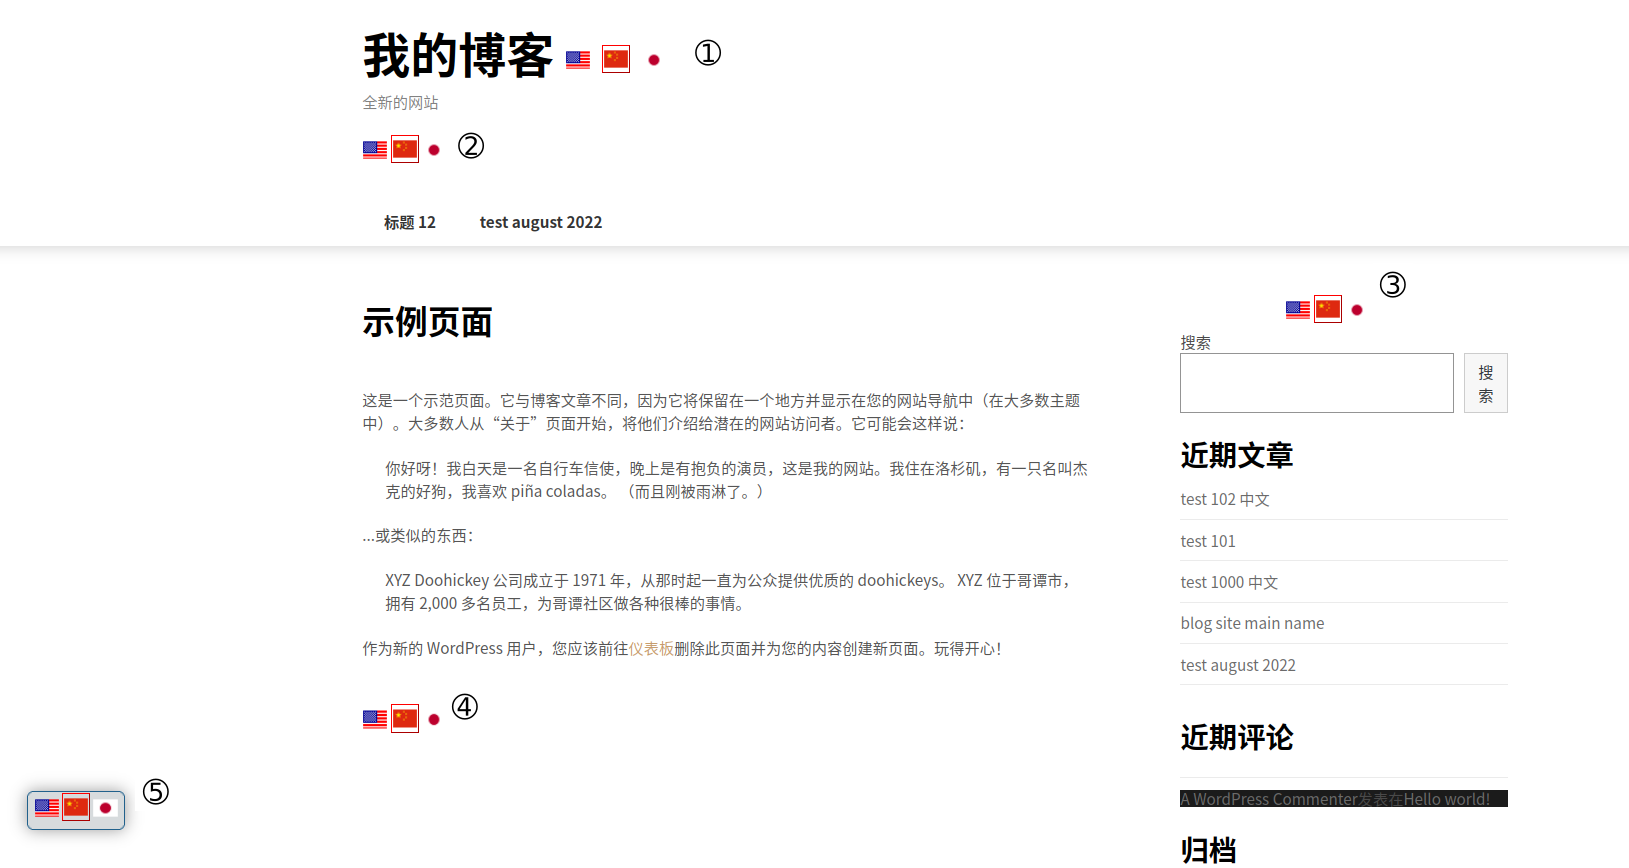 我的博客 ①
全新的网站
②
标题 12 test august 2022
③
示例页面
这是一个示范页面。它与博客文章不同，因为它将保留在一个地方并显示在您的网站导航中（在大多数主题
中）。大多数人从“关于”页面开始，将他们介绍给潜在的网站访问者。它可能会这样说：
你好呀！我白天是一名自行车信使，晚上是有抱负的演员，这是我的网站。我住在洛杉矶，有一只名叫杰
克的好狗，我喜欢 piña coladas。 （而且刚被雨淋了。）
...或类似的东西：
XYZ Doohickey 公司成立于 1971 年，从那时起一直为公众提供优质的 doohickeys。 XYZ 位于哥谭市，
拥有 2,000 多名员工，为哥谭社区做各种很棒的事情。
作为新的 WordPress 用户，您应该前往仪表板删除此页面并为您的内容创建新页面。玩得开心！
④
⑤
搜索
搜
索
近期文章
test 102 中文
test 101
test 1000 中文
blog site main name
test august 2022
近期评论
A WordPress Commenter发表在Hello world!
归档